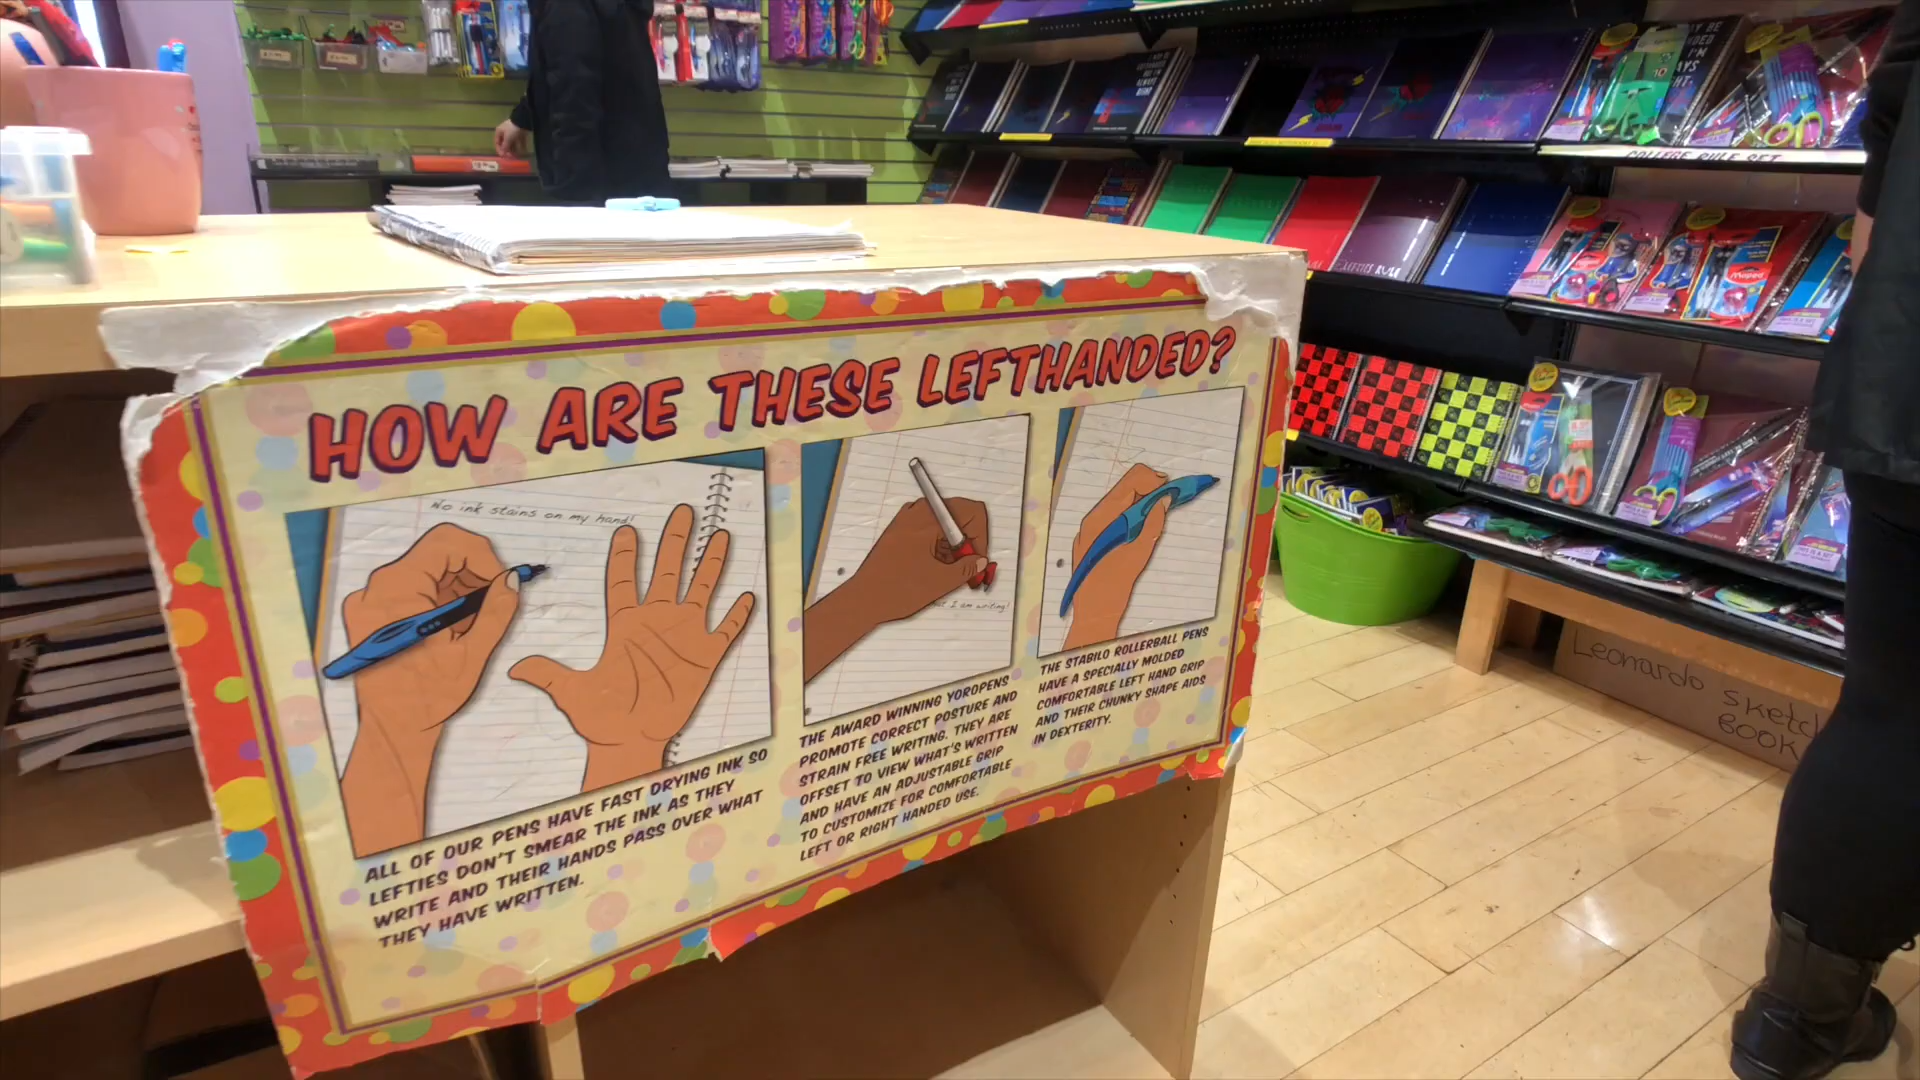 HOW ARE THESE LEFTHANDED?
No ink stains on my hand!
ALL OF OUR PENS HAVE FAST DRYING INK SO
LEFTIES DON'T SMEAR THE INK AS THEY
WRITE AND THEIR HANDS PASS OVER WHAT
THEY HAVE WRITTEN.
I am writing!
THE AWARD WINNING YOROPENS
PROMOTE CORRECT POSTURE AND
STRAIN FREE WRITING. THEY ARE
OFFSET TO VIEW WHAT'S WRITTEN
AND HAVE AN ADJUSTABLE GRIP
TO CUSTOMIZE FOR COMFORTABLE
LEFT OR RIGHT HANDED USE.
THE STABILO ROLLERBALL PENS
HAVE A SPECIALLY MOLDED
COMFORTABLE LEFT HAND GRIP
AND THEIR CHUNKY SHAPE AIDS
IN DEXTERITY.
COLLEGE RULE SET
Maped
Leonardo Sketch
BOOK